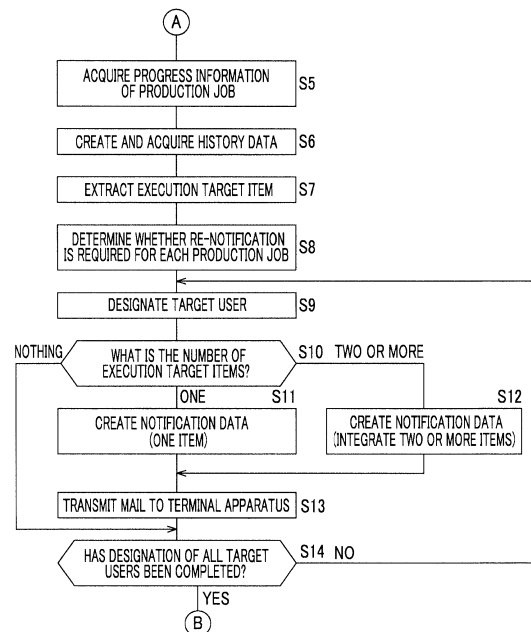 A
ACQUIRE PROGRESS INFORMATION
OF PRODUCTION JOB
S5
CREATE AND ACQUIRE HISTORY DATA
S6
EXTRACT EXECUTION TARGET ITEM
S7
DETERMINE WHETHER RE-NOTIFICATION
IS REQUIRED FOR EACH PRODUCTION JOB
S8
DESIGNATE TARGET USER
S9
NOTHING
WHAT IS THE NUMBER OF
EXECUTION TARGET ITEMS?
S10 TWO OR MORE
ONE
S11
CREATE NOTIFICATION DATA
(ONE ITEM)
S12
CREATE NOTIFICATION DATA
(INTEGRATE TWO OR MORE ITEMS)
TRANSMIT MAIL TO TERMINAL APPARATUS
S13
HAS DESIGNATION OF ALL TARGET
USERS BEEN COMPLETED?
S14 NO
YES
B